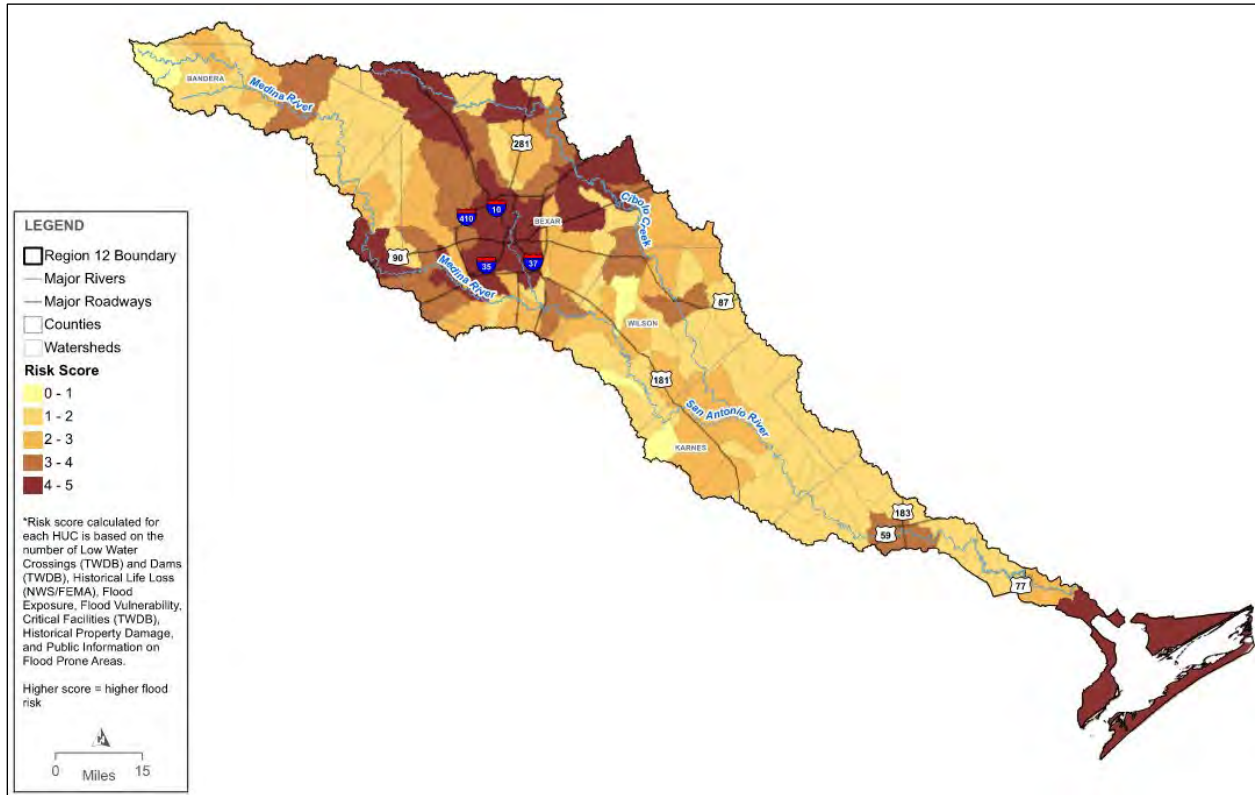 BANDERA
Medina River
281
Cibolo Creek
10
410
BEXAR
90
35
37
Medina River
87
WILSON
181
San Antonio River
KARNES
183
59
77
LEGEND
Region 12 Boundary
Major Rivers
Major Roadways
Counties
Watersheds
Risk Score
0 - 1
1 - 2
2 - 3
3 - 4
4 - 5
*Risk score calculated for
each HUC is based on the
number of Low Water
Crossings (TWDB) and Dams
(TWDB), Historical Life Loss
(NWS/FEMA), Flood
Exposure, Flood Vulnerability,
Critical Facilities (TWDB),
Historical Property Damage,
and Public Information on
Flood Prone Areas.
Higher score = higher flood
risk
0 15
Miles